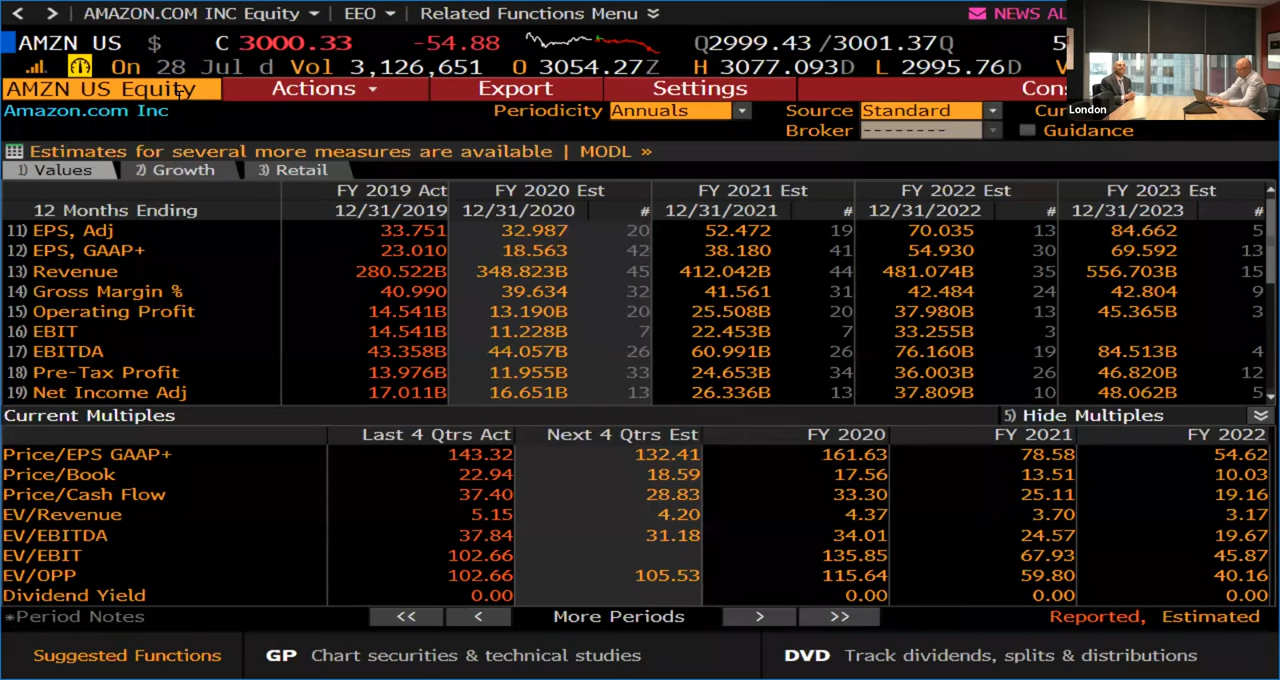 < > AMAZON.COM INC Equity EEO Related Functions Menu NEWS AL
AMZN US $ C 3000.33 -54.88 Q2999.43 /3001.37Q 5
On 28 Jul d Vol 3,126,651 O 3054.27Z H 3077.093D L 2995.76D V
AMZN US Equity Actions Export Settings Cons
Amazon.com Inc Periodicity Annuals Source Standard Cur
London
Broker -------- Guidance
Estimates for several more measures are available | MODL »
1) Values 2) Growth 3) Retail
FY 2019 Act FY 2020 Est FY 2021 Est FY 2022 Est FY 2023 Est
12 Months Ending 12/31/2019 12/31/2020 # 12/31/2021 # 12/31/2022 # 12/31/2023 #
11) EPS, Adj 33.751 32.987 20 52.472 19 70.035 13 84.662 5
12) EPS, GAAP+ 23.010 18.563 42 38.180 41 54.930 30 69.592 13
13) Revenue 280.522B 348.823B 45 412.042B 44 481.074B 35 556.703B 15
14) Gross Margin % 40.990 39.634 32 41.561 31 42.484 24 42.804 9
15) Operating Profit 14.541B 13.190B 20 25.508B 20 37.980B 13 45.365B 3
16) EBIT 14.541B 11.228B 7 22.453B 7 33.255B 3
17) EBITDA 43.358B 44.057B 26 60.991B 26 76.160B 19 84.513B 4
18) Pre-Tax Profit 13.976B 11.955B 33 24.653B 34 36.003B 26 46.820B 12
19) Net Income Adj 17.011B 16.651B 13 26.336B 13 37.809B 10 48.062B 5
Current Multiples 5) Hide Multiples
Last 4 Qtrs Act Next 4 Qtrs Est FY 2020 FY 2021 FY 2022
Price/EPS GAAP+ 143.32 132.41 161.63 78.58 54.62
Price/Book 22.94 18.59 17.56 13.51 10.03
Price/Cash Flow 37.40 28.83 33.30 25.11 19.16
EV/Revenue 5.15 4.20 4.37 3.70 3.17
EV/EBITDA 37.84 31.18 34.01 24.57 19.67
EV/EBIT 102.66 135.85 67.93 45.87
EV/OPP 102.66 105.53 115.64 59.80 40.16
Dividend Yield 0.00 0.00 0.00 0.00
*Period Notes << < More Periods > >> Reported, Estimated
Suggested Functions GP Chart securities & technical studies DVD Track dividends, splits & distributions